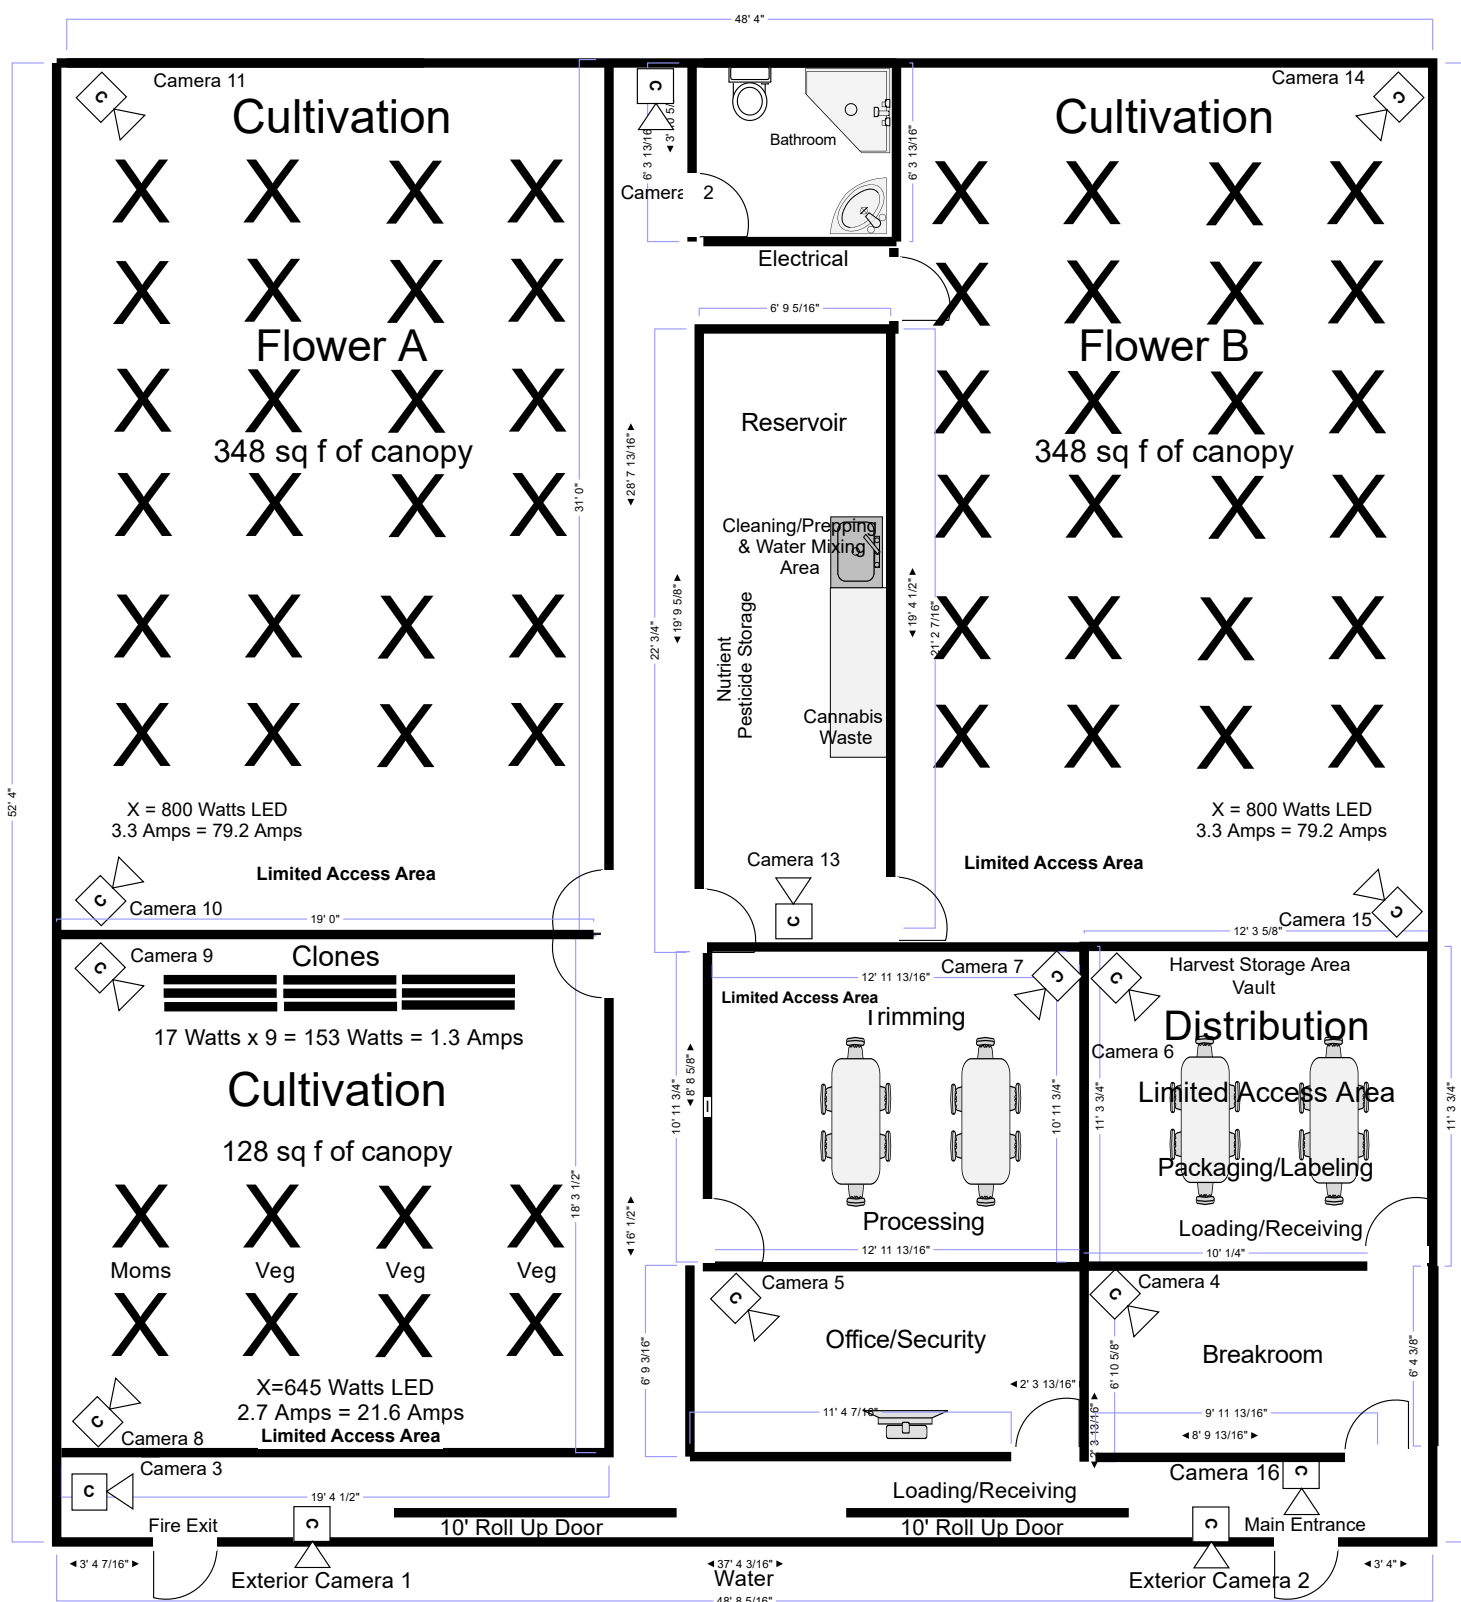 48' 4"
Camera 11
Cultivation
X X X X
X X X X
Flower A
X X X X
348 sq f of canopy
X X X X
X X X X
X X X X
X = 800 Watts LED
3.3 Amps = 79.2 Amps
Limited Access Area
C
Camera 10
C
19' 0"
31' 0"
52' 4"
C
6' 3 13/16
Camera 2
Bathroom
6' 3 13/16"
Electrical
6' 9 5/16"
28' 7 13/16"
22' 3/4"
19' 9 5/8"
Reservoir
Cleaning/Prepping
& Water Mixing
Area
Nutrient
Pesticide Storage
Cannabis
Waste
19' 4 1/2"
21' 2 7/16"
Camera 13
C
Camera 14
C
Cultivation
X X X X
X X X X
Flower B
X X X X
348 sq f of canopy
X X X X
X X X X
X X X X
X = 800 Watts LED
3.3 Amps = 79.2 Amps
Limited Access Area
Camera 15
C
12' 3 5/8"
Camera 9
C
Clones
17 Watts x 9 = 153 Watts = 1.3 Amps
Cultivation
128 sq f of canopy
X X X X
Moms Veg Veg Veg
X X X X
X=645 Watts LED
2.7 Amps = 21.6 Amps
Limited Access Area
C
Camera 8
18' 3 1/2"
16' 1/2"
Camera 7
C
12' 11 13/16"
Limited Access Area
Trimming
10' 11 3/4"
8' 8 5/8"
10' 11 3/4"
Processing
12' 11 13/16"
C
Harvest Storage Area
Vault
Distribution
Camera 6
Limited Access Area
11' 3 3/4"
11' 3 3/4"
Packaging/Labeling
Loading/Receiving
10' 1/4"
C
Camera 5
Office/Security
6' 9 3/16"
2' 3 13/16"
11' 4 7/16"
C
Camera 4
Breakroom
6' 10 5/8"
6' 4 3/8"
2' 3 13/16"
9' 11 13/16"
8' 9 13/16"
Camera 3
C
19' 4 1/2"
Camera 16
C
Loading/Receiving
Fire Exit
C
10' Roll Up Door
10' Roll Up Door
C
Main Entrance
3' 4 7/16"
37' 4 3/16"
3' 4"
Exterior Camera 1
Water
Exterior Camera 2
48' 8 5/16"